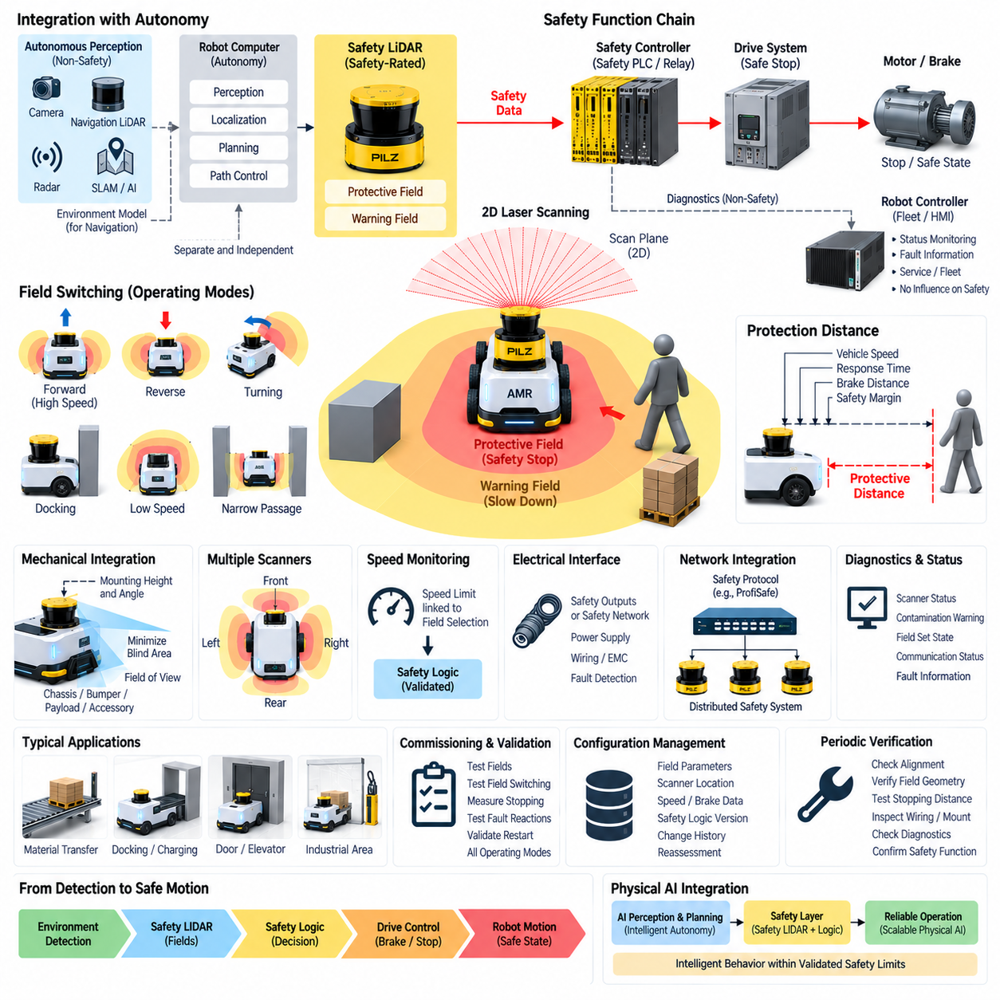 Integration with Autonomy
Autonomous Perception
(Non-Safety)
Camera
Navigation LiDAR
Radar
SLAM / AI
Environment Model
(for Navigation)
Robot Computer
(Autonomy)
Perception
Localization
Planning
Path Control
Separate and Independent
Safety LiDAR
(Safety-Rated)
PILZ
Protective Field
Warning Field
Safety Function Chain
Safety
Data
Safety Controller
(Safety PLC / Relay)
Drive System
(Safe Stop)
Motor / Brake
Stop / Safe State
Diagnostics (Non-Safety)
Robot Controller
(Fleet / HMI)
Status Monitoring
Fault Information
Service / Fleet
No Influence on Safety
2D Laser Scanning
Scan Plane
(2D)
PILZ
AMR
Protective Field
(Safety Stop)
Warning Field
(Slow Down)
Field Switching (Operating Modes)
Forward
(High Speed)
Reverse
Turning
Docking
Low Speed
Narrow Passage
Protection Distance
Vehicle Speed
Response Time
Brake Distance
Safety Margin
Protective
Distance
Mechanical Integration
Mounting Height
and Angle
Minimize
Blind Area
Field of View
Chassis / Bumper /
Payload / Accessory
Multiple Scanners
Front
Left
Right
Rear
Speed Monitoring
Speed Limit
linked to
Field Selection
Safety Logic
(Validated)
Electrical Interface
Safety Outputs
or Safety Network
Power Supply
Wiring / EMC
Fault Detection
Network Integration
Safety Protocol
(e.g., ProfiSafe)
PILZ
PILZ
PILZ
Distributed Safety System
Diagnostics & Status
Scanner Status
Contamination Warning
Field Set State
Communication Status
Fault Information
Typical Applications
Material Transfer
Docking / Charging
Door / Elevator
Industrial Area
Commissioning & Validation
Test Fields
Test Field Switching
Measure Stopping
Test Fault Reactions
Validate Restart
All Operating Modes
Configuration Management
Field Parameters
Scanner Location
Speed / Brake Data
Safety Logic Version
Change History
Reassessment
Periodic Verification
Check Alignment
Verify Field Geometry
Test Stopping Distance
Inspect Wiring / Mount
Check Diagnostics
Confirm Safety Function
From Detection to Safe Motion
Environment
Detection
Safety LIDAR
(Fields)
Safety Logic
(Decision)
Drive Control
(Brake / Stop)
Robot Motion
(Safe State)
Physical AI Integration
AI Perception & Planning
(Intelligent Autonomy)
Safety Layer
(Safety LIDAR + Logic)
Reliable Operation
(Scalable Physical AI)
Intelligent Behavior within Validated Safety Limits